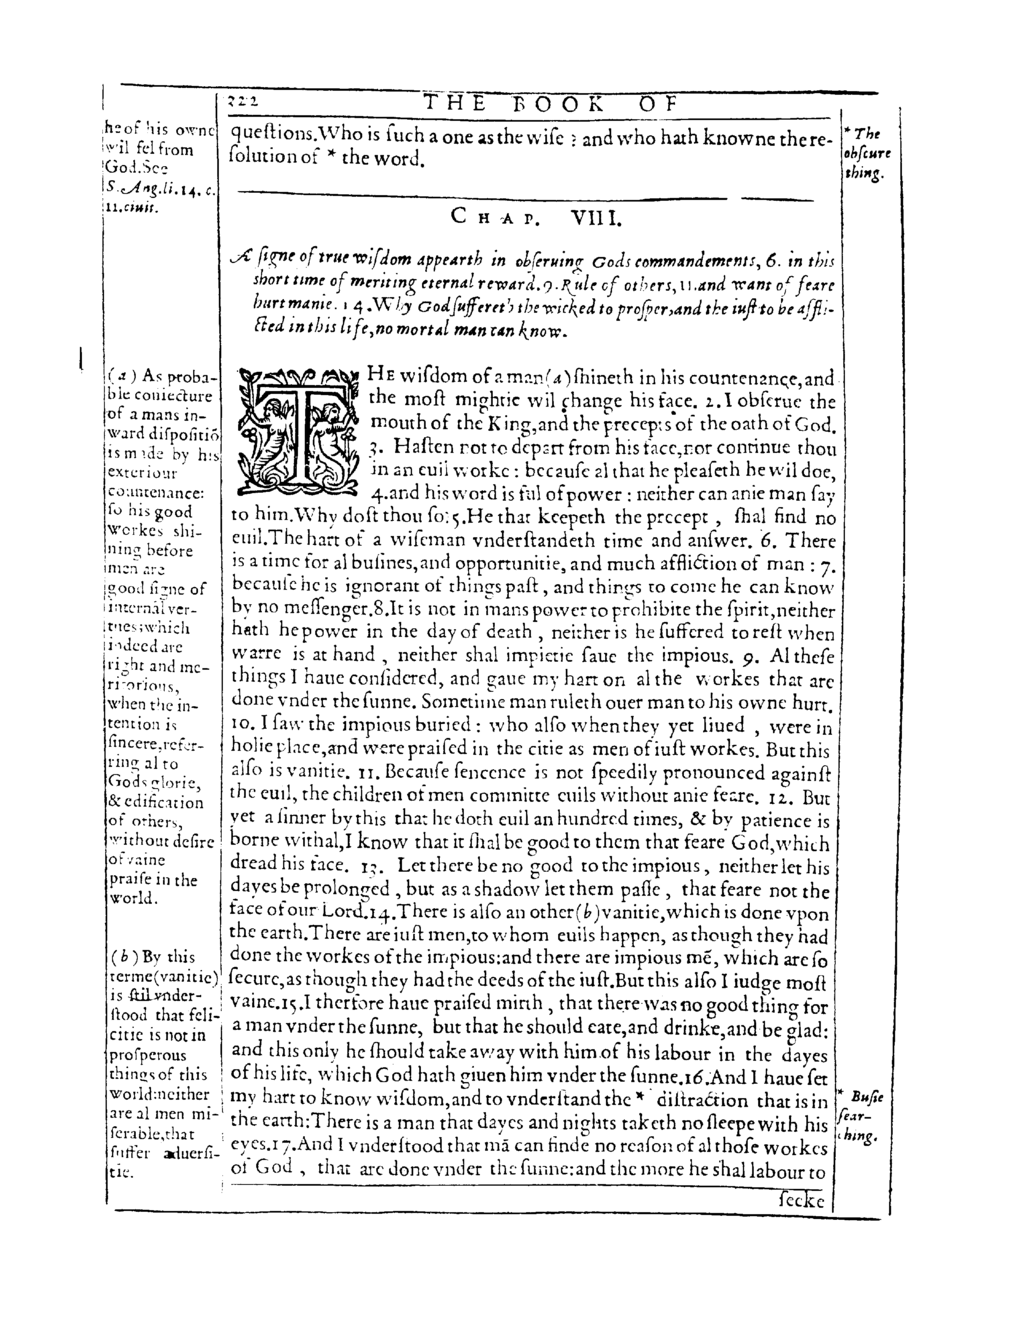 322
THE BOOK OF
he of his owne
wil fel from
God. See
S. Aug. li. 14. c.
11. ciuit.
queſtions. Who is ſuch a one as the wiſe : and who hath knowne the re-
ſolution of * the word.
* The
obſcure
thing.
CHAP. VIII.
A ſigne of true wiſdom appearth in obſeruing Gods commandements, 6. in this
short time of meriting eternal reward. 9. Rule of others, 11. and want of feare
hurt manie. 14. Why God ſuffereth the wicked to proſper, and the iuſt to be affli-
cted in this life, no mortal man can know.
(a) As proba-
ble coniecture
of a mans in-
ward diſpoſitiõ
is made by his
exteriour
countenance:
ſo his good
workes shi-
ning before
men are
good ſigne of
internal ver-
tues; which
indeed are
right and me-
ritorious,
when the in-
tention is
ſincere, refer-
ring al to
Gods glorie,
& edification
of others,
without deſire
of vaine
praiſe in the
world.
(b) By this
terme (vanitie)
is ſtil vnder-
ſtood that feli-
citie is not in
proſperous
things of this
world: neither
are al men mi-
ſerable, that
ſuffer aduerſi-
tie.
THE wiſdom of a man (a) ſhineth in his countenance, and
the moſt mightie wil change his face. 2. I obſerue the
mouth of the King, and the precepts of the oath of God.
3. Haſten not to depart from his face, nor continue thou
in an euil worke: becauſe al that he pleaſeth he wil doe,
4. and his word is ful of power: neither can anie man ſay
to him. Why doſt thou ſo: 5. He that keepeth the precept, ſhal find no
euil. The hart of a wiſeman vnderſtandeth time and anſwer. 6. There
is a time for al buſines, and opportunitie, and much affliction of man: 7.
becauſe he is ignorant of things paſt, and things to come he can know
by no meſſenger. 8. It is not in mans power to prohibite the ſpirit, neither
hath he power in the day of death, neither is he ſuffered to reſt when
warre is at hand, neither shal impietie ſaue the impious. 9. Al theſe
things I haue conſidered, and gaue my hart on al the workes that are
done vnder the ſunne. Sometime man ruleth ouer man to his owne hurt.
10. I ſaw the impious buried: who alſo when they yet liued, were in
holie place, and were praiſed in the citie as men of iuſt workes. But this
alſo is vanitie. 11. Becauſe ſentence is not ſpeedily pronounced againſt
the euil, the children of men committe euils without anie feare. 12. But
yet a ſinner by this that he doth euil an hundred times, & by patience is
borne withal, I know that it ſhal be good to them that feare God, which
dread his face. 13. Let there be no good to the impious, neither let his
dayes be prolonged, but as a shadow let them paſſe, that feare not the
face of our Lord. 14. There is alſo an other (b) vanitie, which is done vpon
the earth. There are iuſt men, to whom euils happen, as though they had
done the workes of the impious: and there are impious mẽ, which are ſo
ſecure, as though they had the deeds of the iuſt. But this alſo I iudge moſt
vaine. 15. I therfore haue praiſed mirth, that there was no good thing for
a man vnder the ſunne, but that he should eate, and drinke, and be glad:
and this only he ſhould take away with him of his labour in the dayes
of his life, which God hath giuen him vnder the ſunne. 16. And I haue ſet
my hart to know wiſdom, and to vnderſtand the * diſtraction that is in
the earth: There is a man that dayes and nights taketh no ſleepe with his
eyes. 17. And I vnderſtood that mã can finde no reaſon of al thoſe workes
of God, that are done vnder the ſunne: and the more he shal labour to
ſeeke
* Buſie
ſear-
ching.